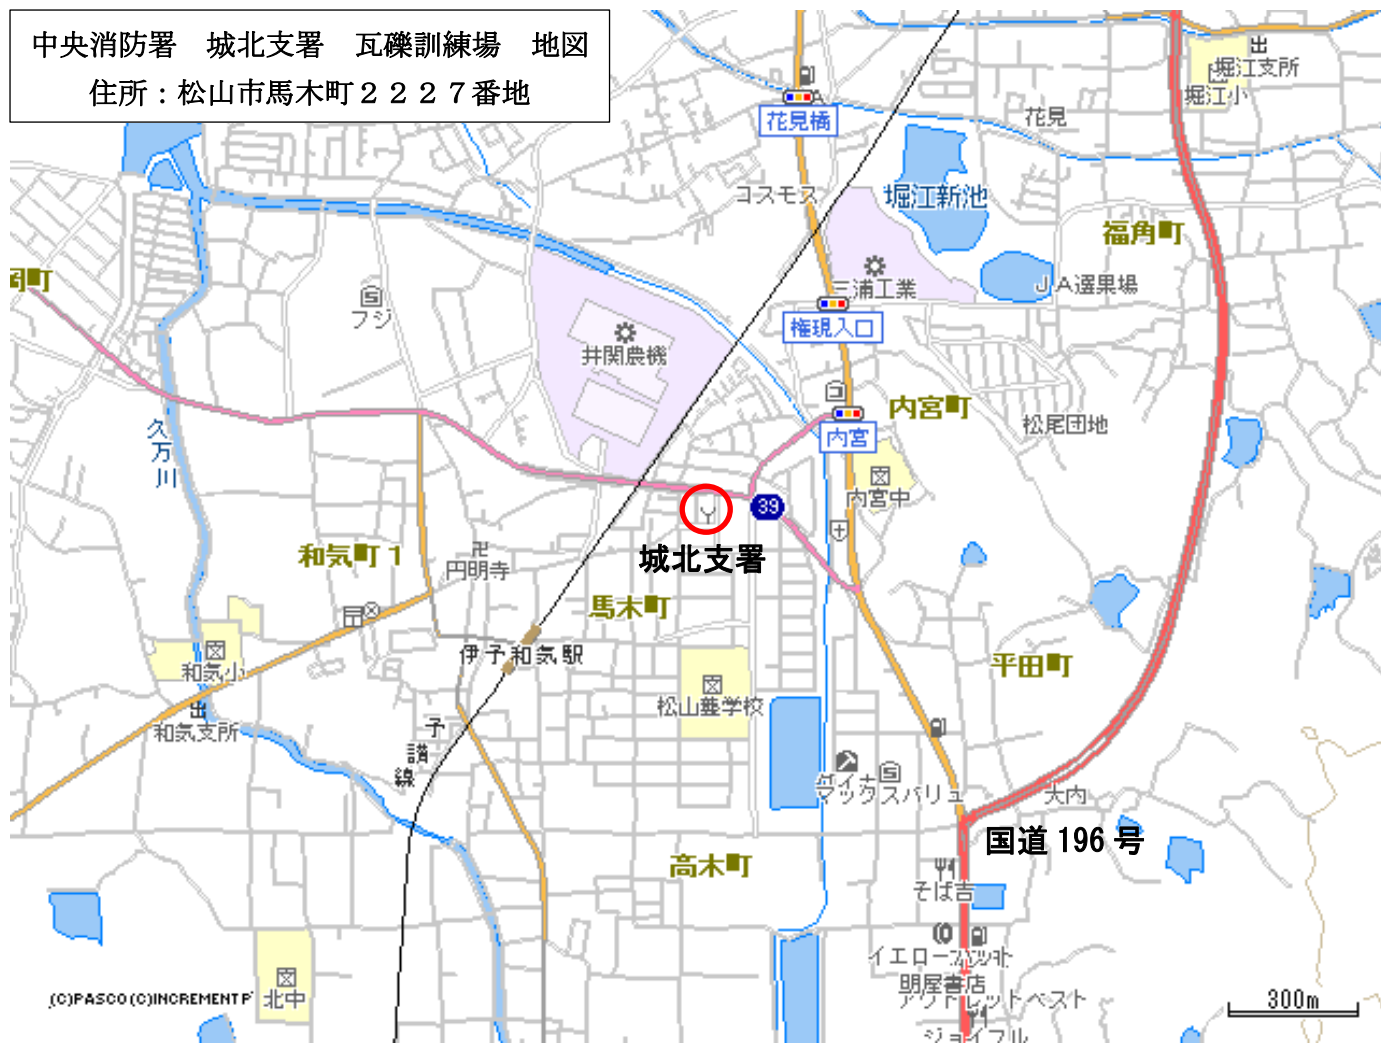 中央消防署　城北支署　瓦礫訓練場　地図
住所：松山市馬木町２２２７番地
出
堀江支所
堀江小
花見
花見橋
コスモス
堀江新池
福角町
三浦工業
ＪＡ選果場
フジ
権現入口
井関農機
内宮町
松尾団地
内宮
久万川
内宮中
39
城北支署
和気町１
円明寺
馬木町
伊予和気駅
平田町
和気小
松山聾学校
出
和気支所
予
讃
線
ダイキ
マックスバリュ
大内
国道 196 号
高木町
そば吉
イエローハット
明屋書店
アウトレットベスト
ジョイフル
北中
(C)PASCO (C)INCREMENT P
300m